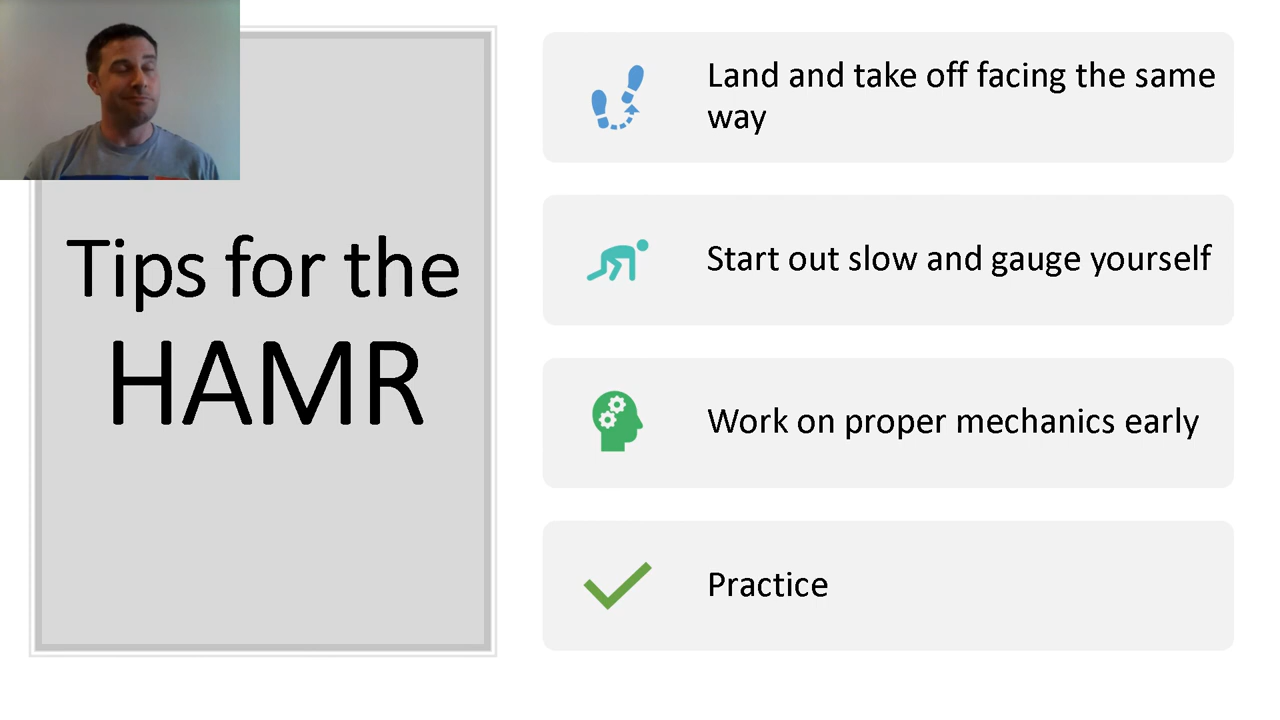 Tips for the
HAMR
Land and take off facing the same
way
Start out slow and gauge yourself
Work on proper mechanics early
Practice